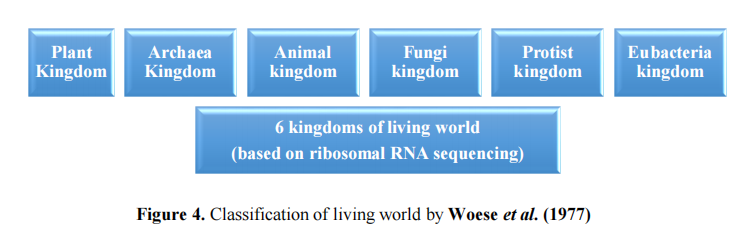 Plant
Kingdom
Archaea
Kingdom
Animal
kingdom
Fungi
kingdom
Protist
kingdom
Eubacteria
kingdom
6 kingdoms of living world
(based on ribosomal RNA sequencing)
Figure 4. Classification of living world by Woese et al. (1977)